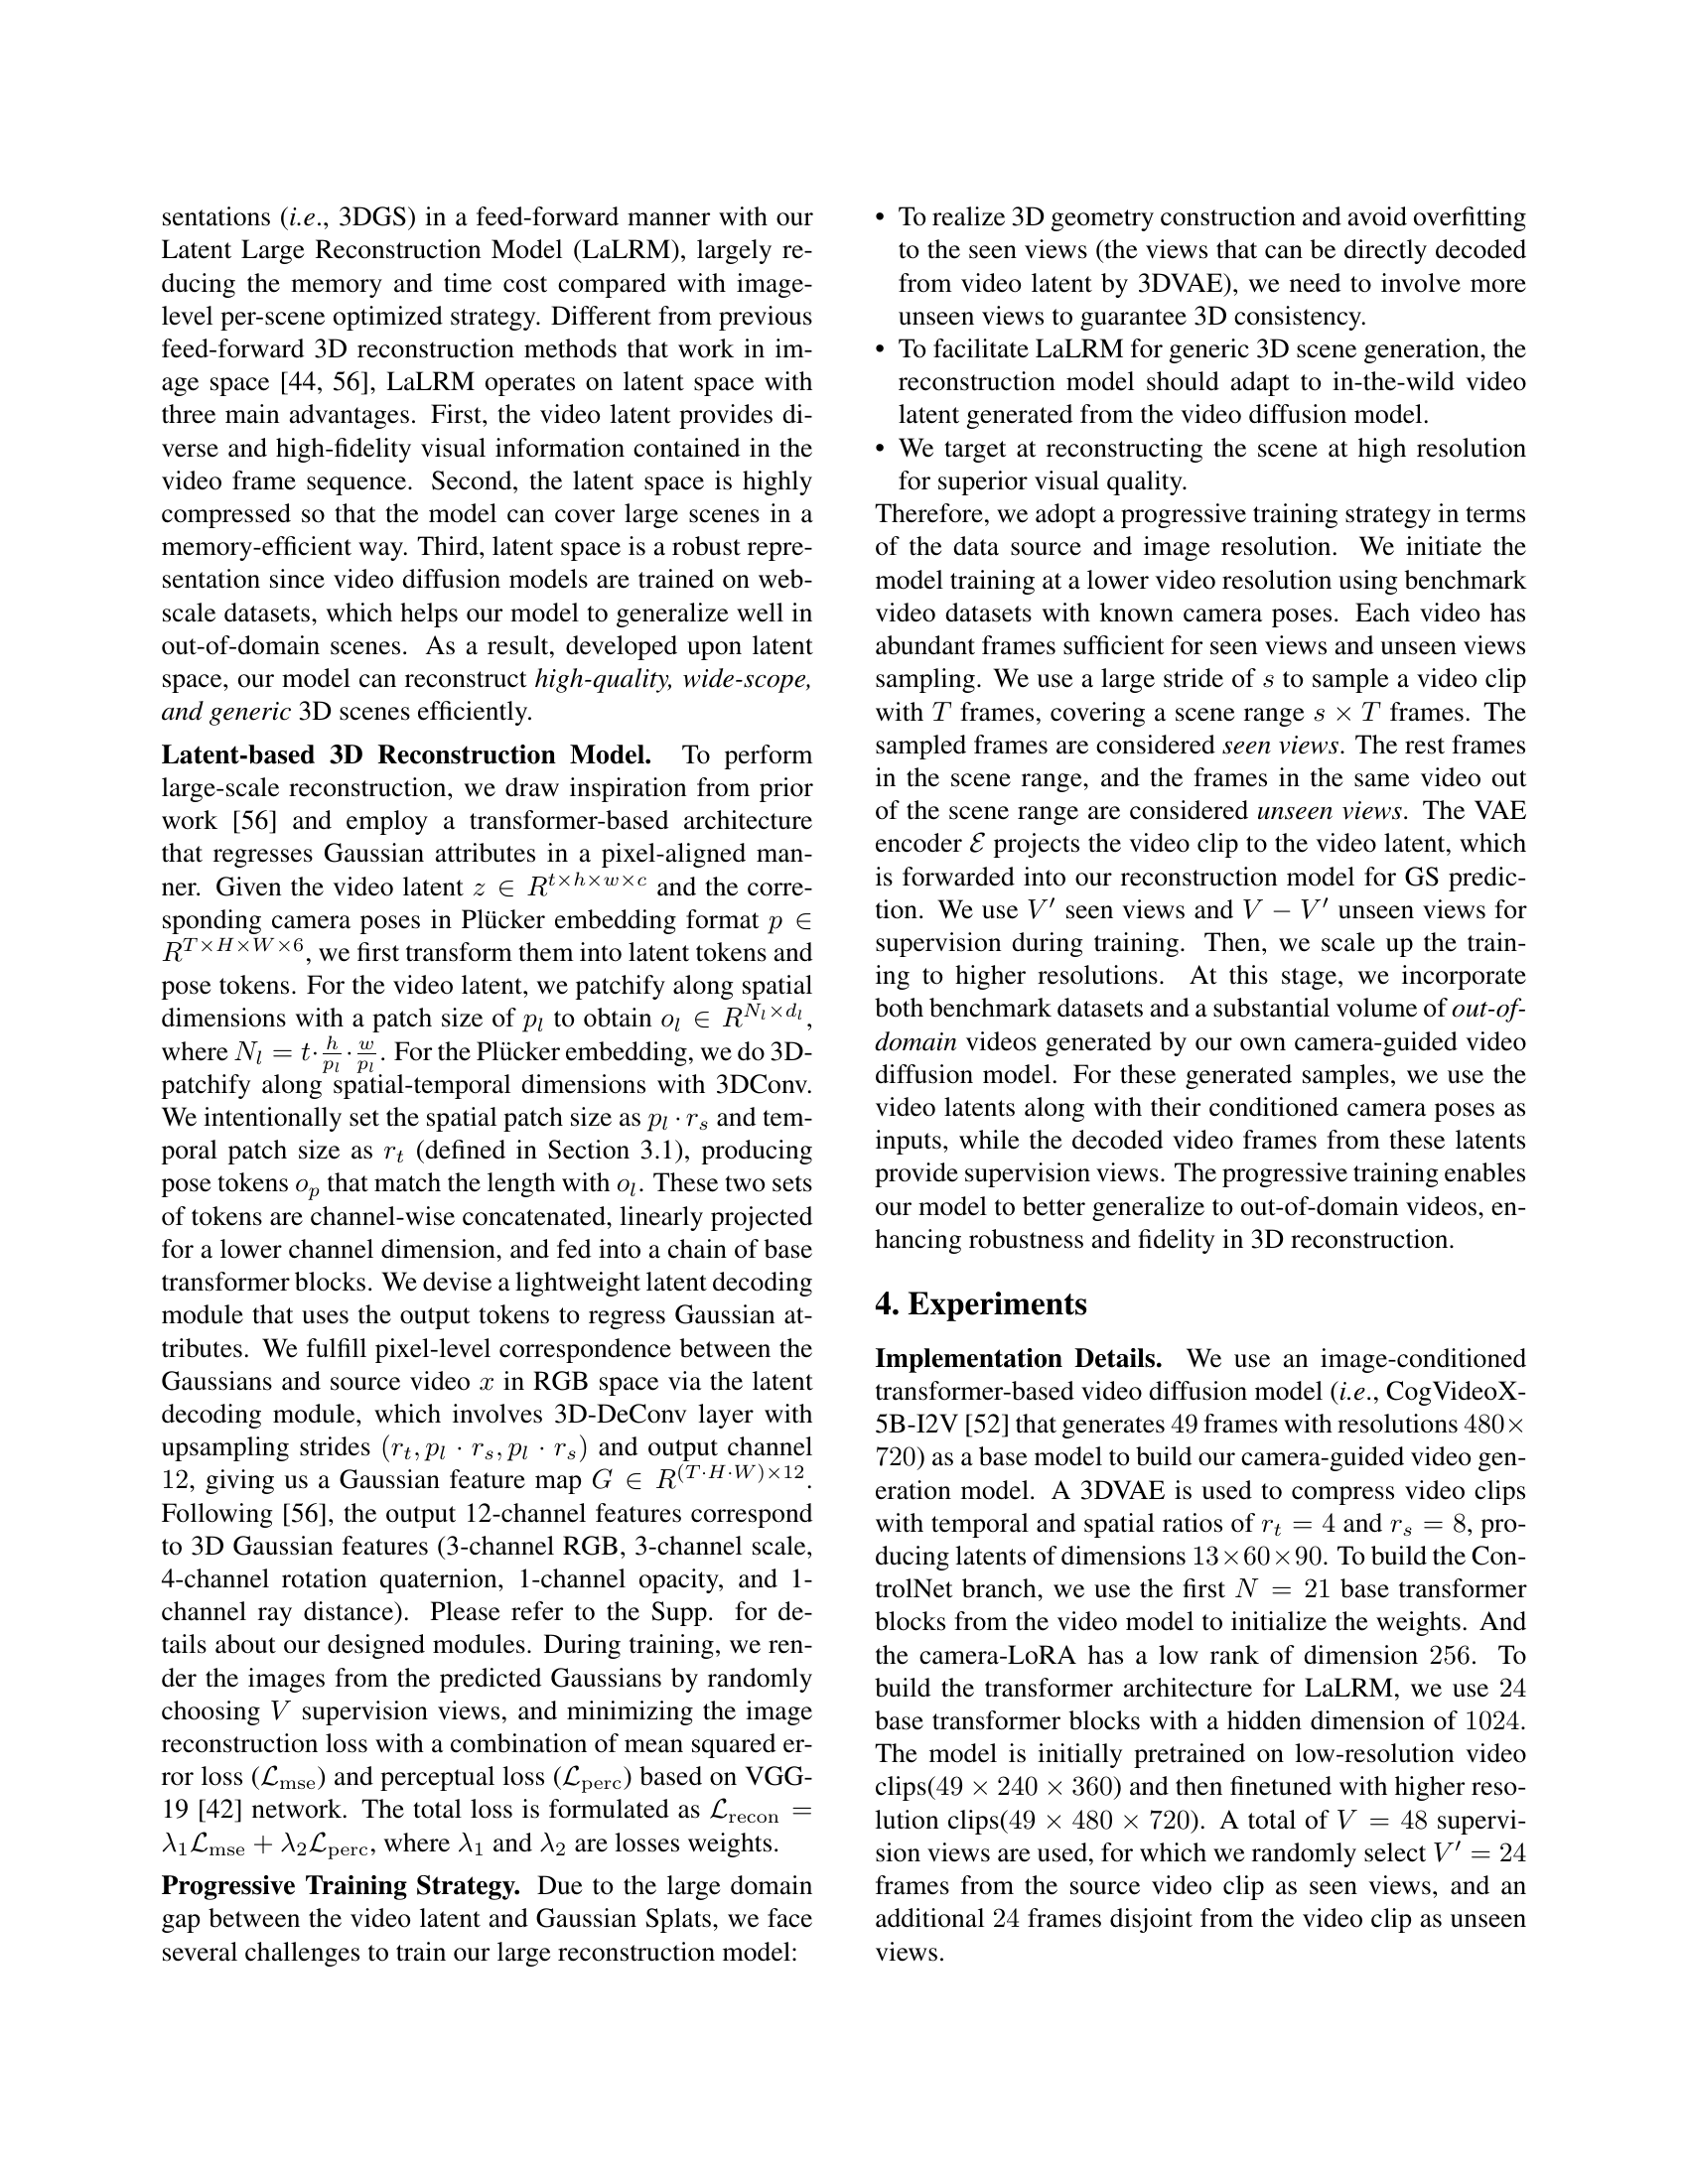 sentations (i.e., 3DGS) in a feed-forward manner with our
Latent Large Reconstruction Model (LaLRM), largely re-
ducing the memory and time cost compared with image-
level per-scene optimized strategy. Different from previous
feed-forward 3D reconstruction methods that work in im-
age space [44, 56], LaLRM operates on latent space with
three main advantages. First, the video latent provides di-
verse and high-fidelity visual information contained in the
video frame sequence. Second, the latent space is highly
compressed so that the model can cover large scenes in a
memory-efficient way. Third, latent space is a robust repre-
sentation since video diffusion models are trained on web-
scale datasets, which helps our model to generalize well in
out-of-domain scenes. As a result, developed upon latent
space, our model can reconstruct high-quality, wide-scope,
and generic 3D scenes efficiently.
Latent-based 3D Reconstruction Model. To perform
large-scale reconstruction, we draw inspiration from prior
work [56] and employ a transformer-based architecture
that regresses Gaussian attributes in a pixel-aligned man-
ner. Given the video latent $z \in R^{t \times h \times w \times c}$ and the corre-
sponding camera poses in Plücker embedding format $p \in$
$R^{T \times H \times W \times 6}$, we first transform them into latent tokens and
pose tokens. For the video latent, we patchify along spatial
dimensions with a patch size of $p_l$ to obtain $o_l \in R^{N_l \times d_l}$,
where $N_l = t \cdot \frac{h}{p_l} \cdot \frac{w}{p_l}$. For the Plücker embedding, we do 3D-
patchify along spatial-temporal dimensions with 3DConv.
We intentionally set the spatial patch size as $p_l \cdot r_s$ and tem-
poral patch size as $r_t$ (defined in Section 3.1), producing
pose tokens $o_p$ that match the length with $o_l$. These two sets
of tokens are channel-wise concatenated, linearly projected
for a lower channel dimension, and fed into a chain of base
transformer blocks. We devise a lightweight latent decoding
module that uses the output tokens to regress Gaussian at-
tributes. We fulfill pixel-level correspondence between the
Gaussians and source video $x$ in RGB space via the latent
decoding module, which involves 3D-DeConv layer with
upsampling strides $(r_t, p_l \cdot r_s, p_l \cdot r_s)$ and output channel
12, giving us a Gaussian feature map $G \in R^{(T \cdot H \cdot W) \times 12}$.
Following [56], the output 12-channel features correspond
to 3D Gaussian features (3-channel RGB, 3-channel scale,
4-channel rotation quaternion, 1-channel opacity, and 1-
channel ray distance). Please refer to the Supp. for de-
tails about our designed modules. During training, we ren-
der the images from the predicted Gaussians by randomly
choosing $V$ supervision views, and minimizing the image
reconstruction loss with a combination of mean squared er-
ror loss ($\mathcal{L}_{\mathrm{mse}}$) and perceptual loss ($\mathcal{L}_{\mathrm{perc}}$) based on VGG-
19 [42] network. The total loss is formulated as $\mathcal{L}_{\mathrm{recon}} =$
$\lambda_1 \mathcal{L}_{\mathrm{mse}} + \lambda_2 \mathcal{L}_{\mathrm{perc}}$, where $\lambda_1$ and $\lambda_2$ are losses weights.
Progressive Training Strategy. Due to the large domain
gap between the video latent and Gaussian Splats, we face
several challenges to train our large reconstruction model:
• To realize 3D geometry construction and avoid overfitting
to the seen views (the views that can be directly decoded
from video latent by 3DVAE), we need to involve more
unseen views to guarantee 3D consistency.
• To facilitate LaLRM for generic 3D scene generation, the
reconstruction model should adapt to in-the-wild video
latent generated from the video diffusion model.
• We target at reconstructing the scene at high resolution
for superior visual quality.
Therefore, we adopt a progressive training strategy in terms
of the data source and image resolution. We initiate the
model training at a lower video resolution using benchmark
video datasets with known camera poses. Each video has
abundant frames sufficient for seen views and unseen views
sampling. We use a large stride of $s$ to sample a video clip
with $T$ frames, covering a scene range $s \times T$ frames. The
sampled frames are considered seen views. The rest frames
in the scene range, and the frames in the same video out
of the scene range are considered unseen views. The VAE
encoder $\mathcal{E}$ projects the video clip to the video latent, which
is forwarded into our reconstruction model for GS predic-
tion. We use $V'$ seen views and $V - V'$ unseen views for
supervision during training. Then, we scale up the train-
ing to higher resolutions. At this stage, we incorporate
both benchmark datasets and a substantial volume of out-of-
domain videos generated by our own camera-guided video
diffusion model. For these generated samples, we use the
video latents along with their conditioned camera poses as
inputs, while the decoded video frames from these latents
provide supervision views. The progressive training enables
our model to better generalize to out-of-domain videos, en-
hancing robustness and fidelity in 3D reconstruction.
4. Experiments
Implementation Details. We use an image-conditioned
transformer-based video diffusion model (i.e., CogVideoX-
5B-I2V [52] that generates 49 frames with resolutions 480×
720) as a base model to build our camera-guided video gen-
eration model. A 3DVAE is used to compress video clips
with temporal and spatial ratios of $r_t = 4$ and $r_s = 8$, pro-
ducing latents of dimensions 13×60×90. To build the Con-
trolNet branch, we use the first $N = 21$ base transformer
blocks from the video model to initialize the weights. And
the camera-LoRA has a low rank of dimension 256. To
build the transformer architecture for LaLRM, we use 24
base transformer blocks with a hidden dimension of 1024.
The model is initially pretrained on low-resolution video
clips(49 × 240 × 360) and then finetuned with higher reso-
lution clips(49 × 480 × 720). A total of $V = 48$ supervi-
sion views are used, for which we randomly select $V' = 24$
frames from the source video clip as seen views, and an
additional 24 frames disjoint from the video clip as unseen
views.